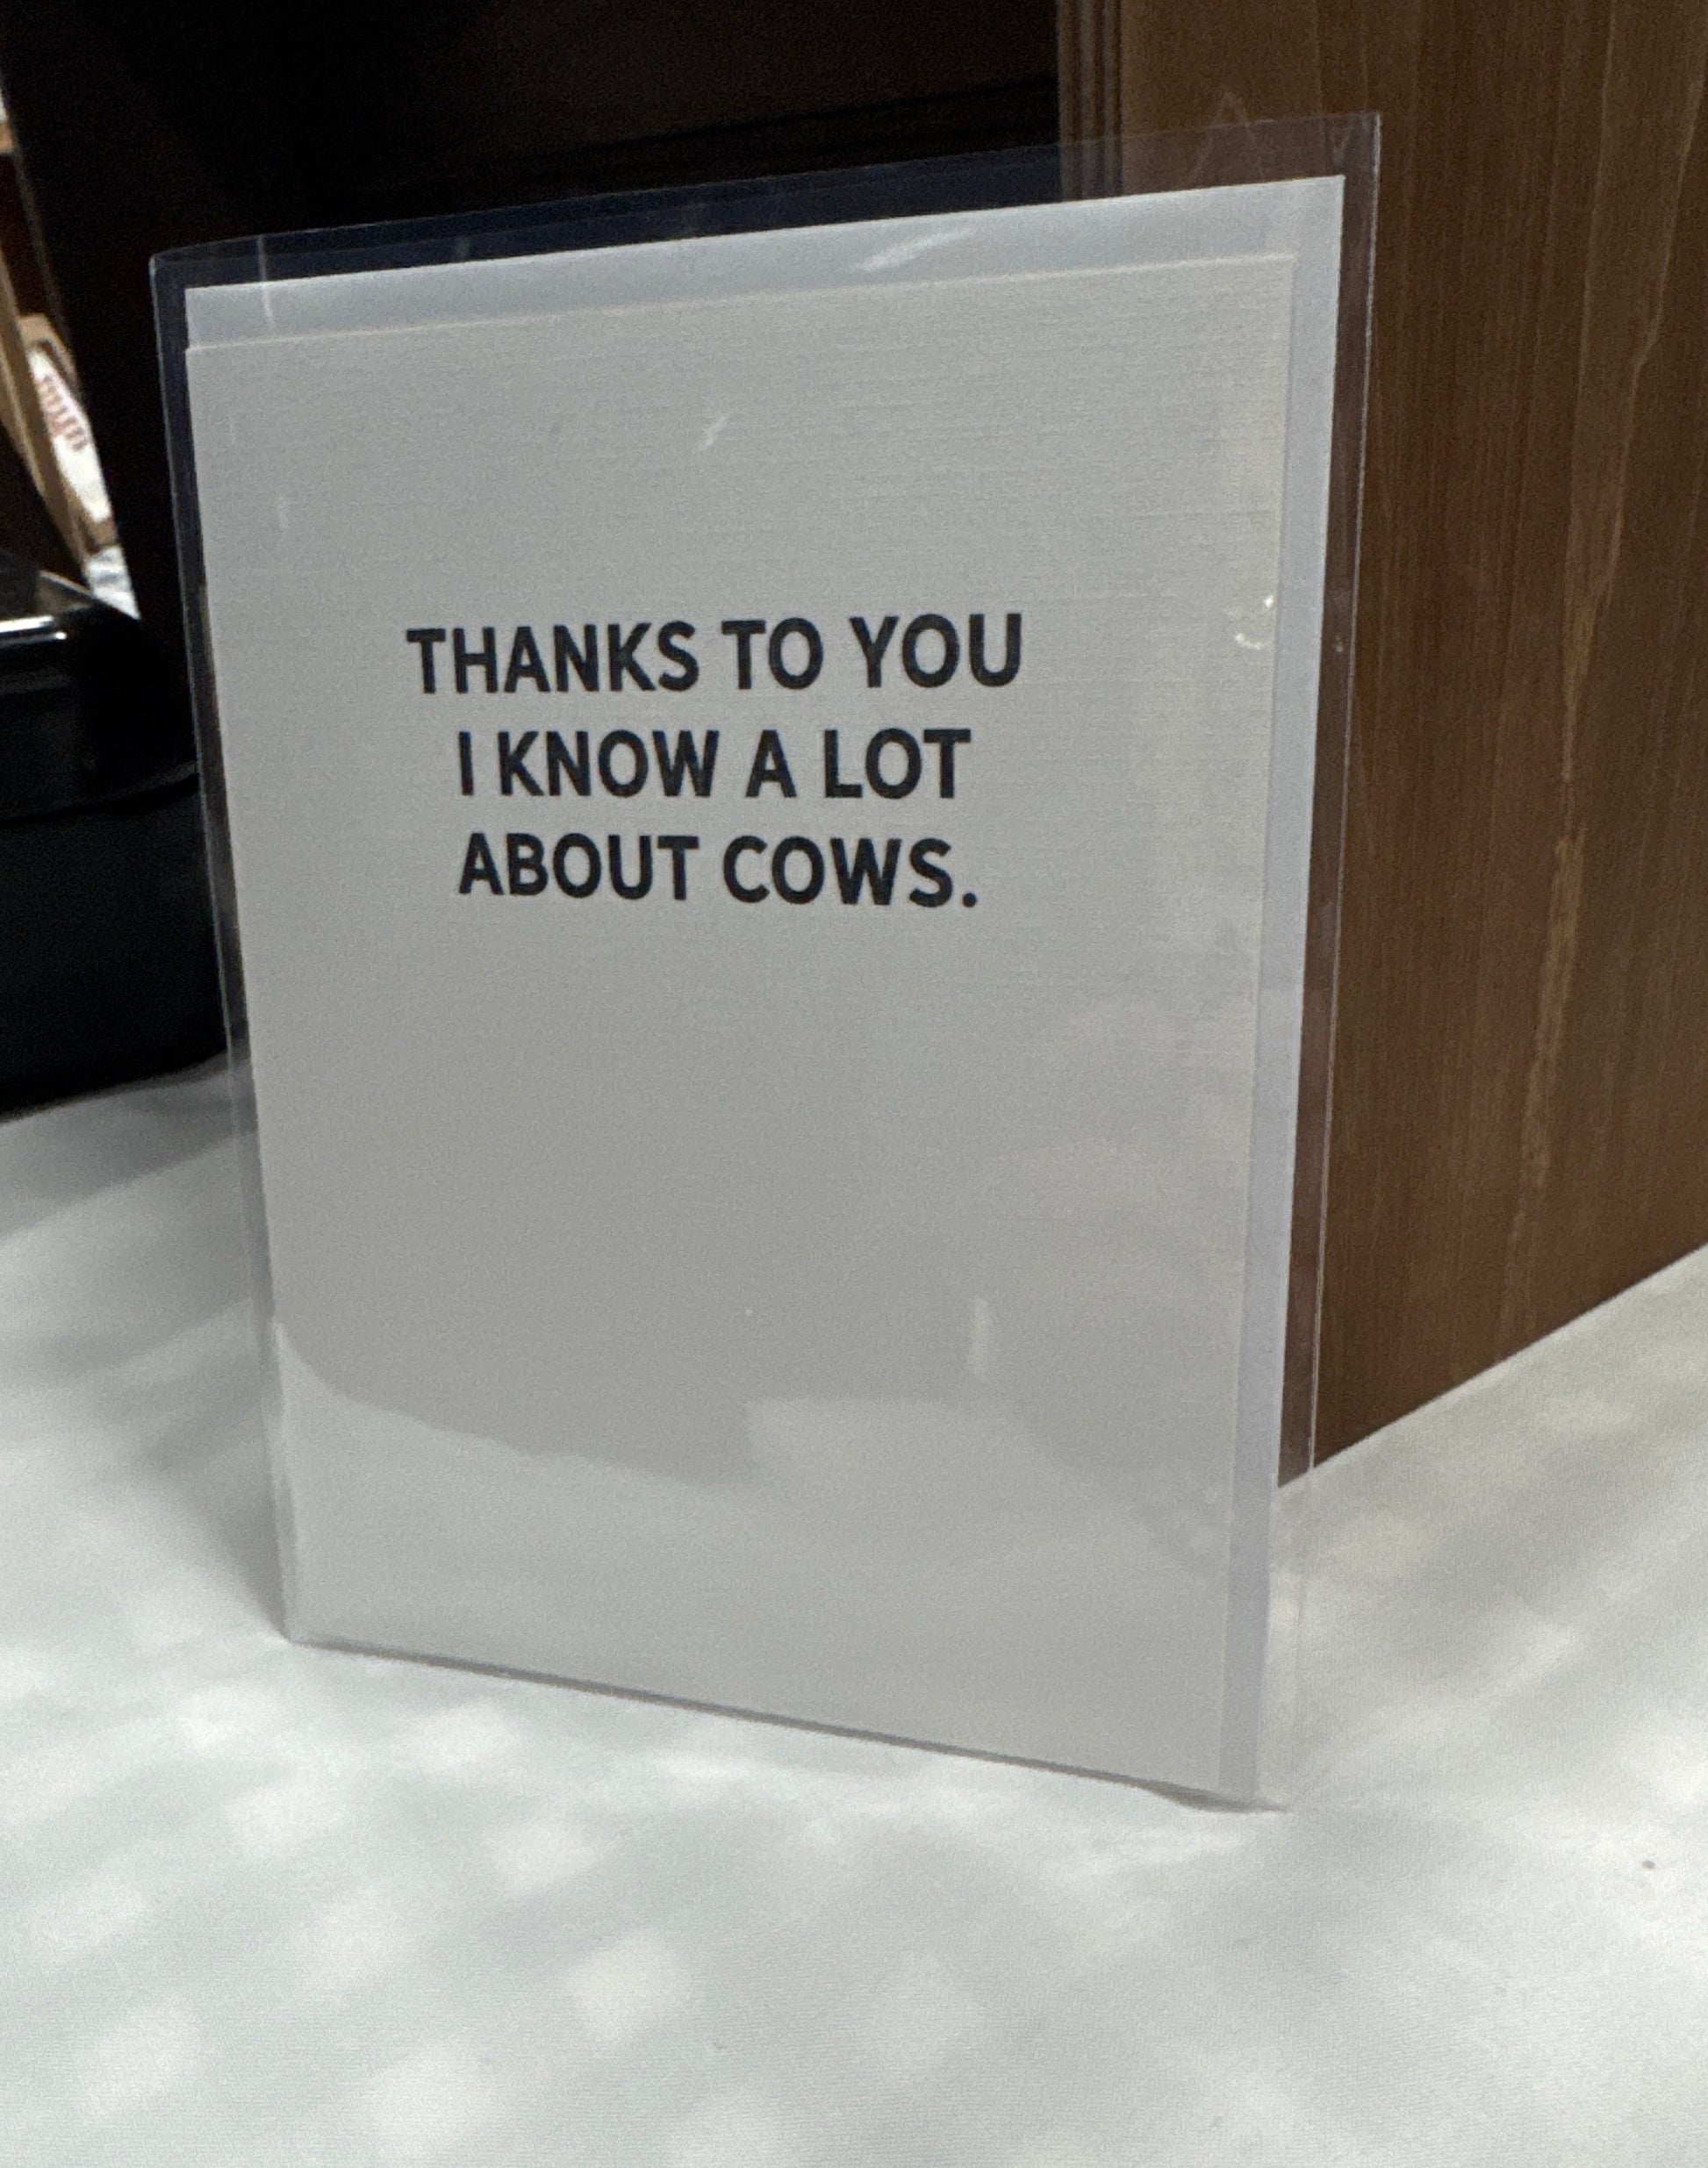 THANKS TO YOU
I KNOW A LOT
ABOUT COWS.